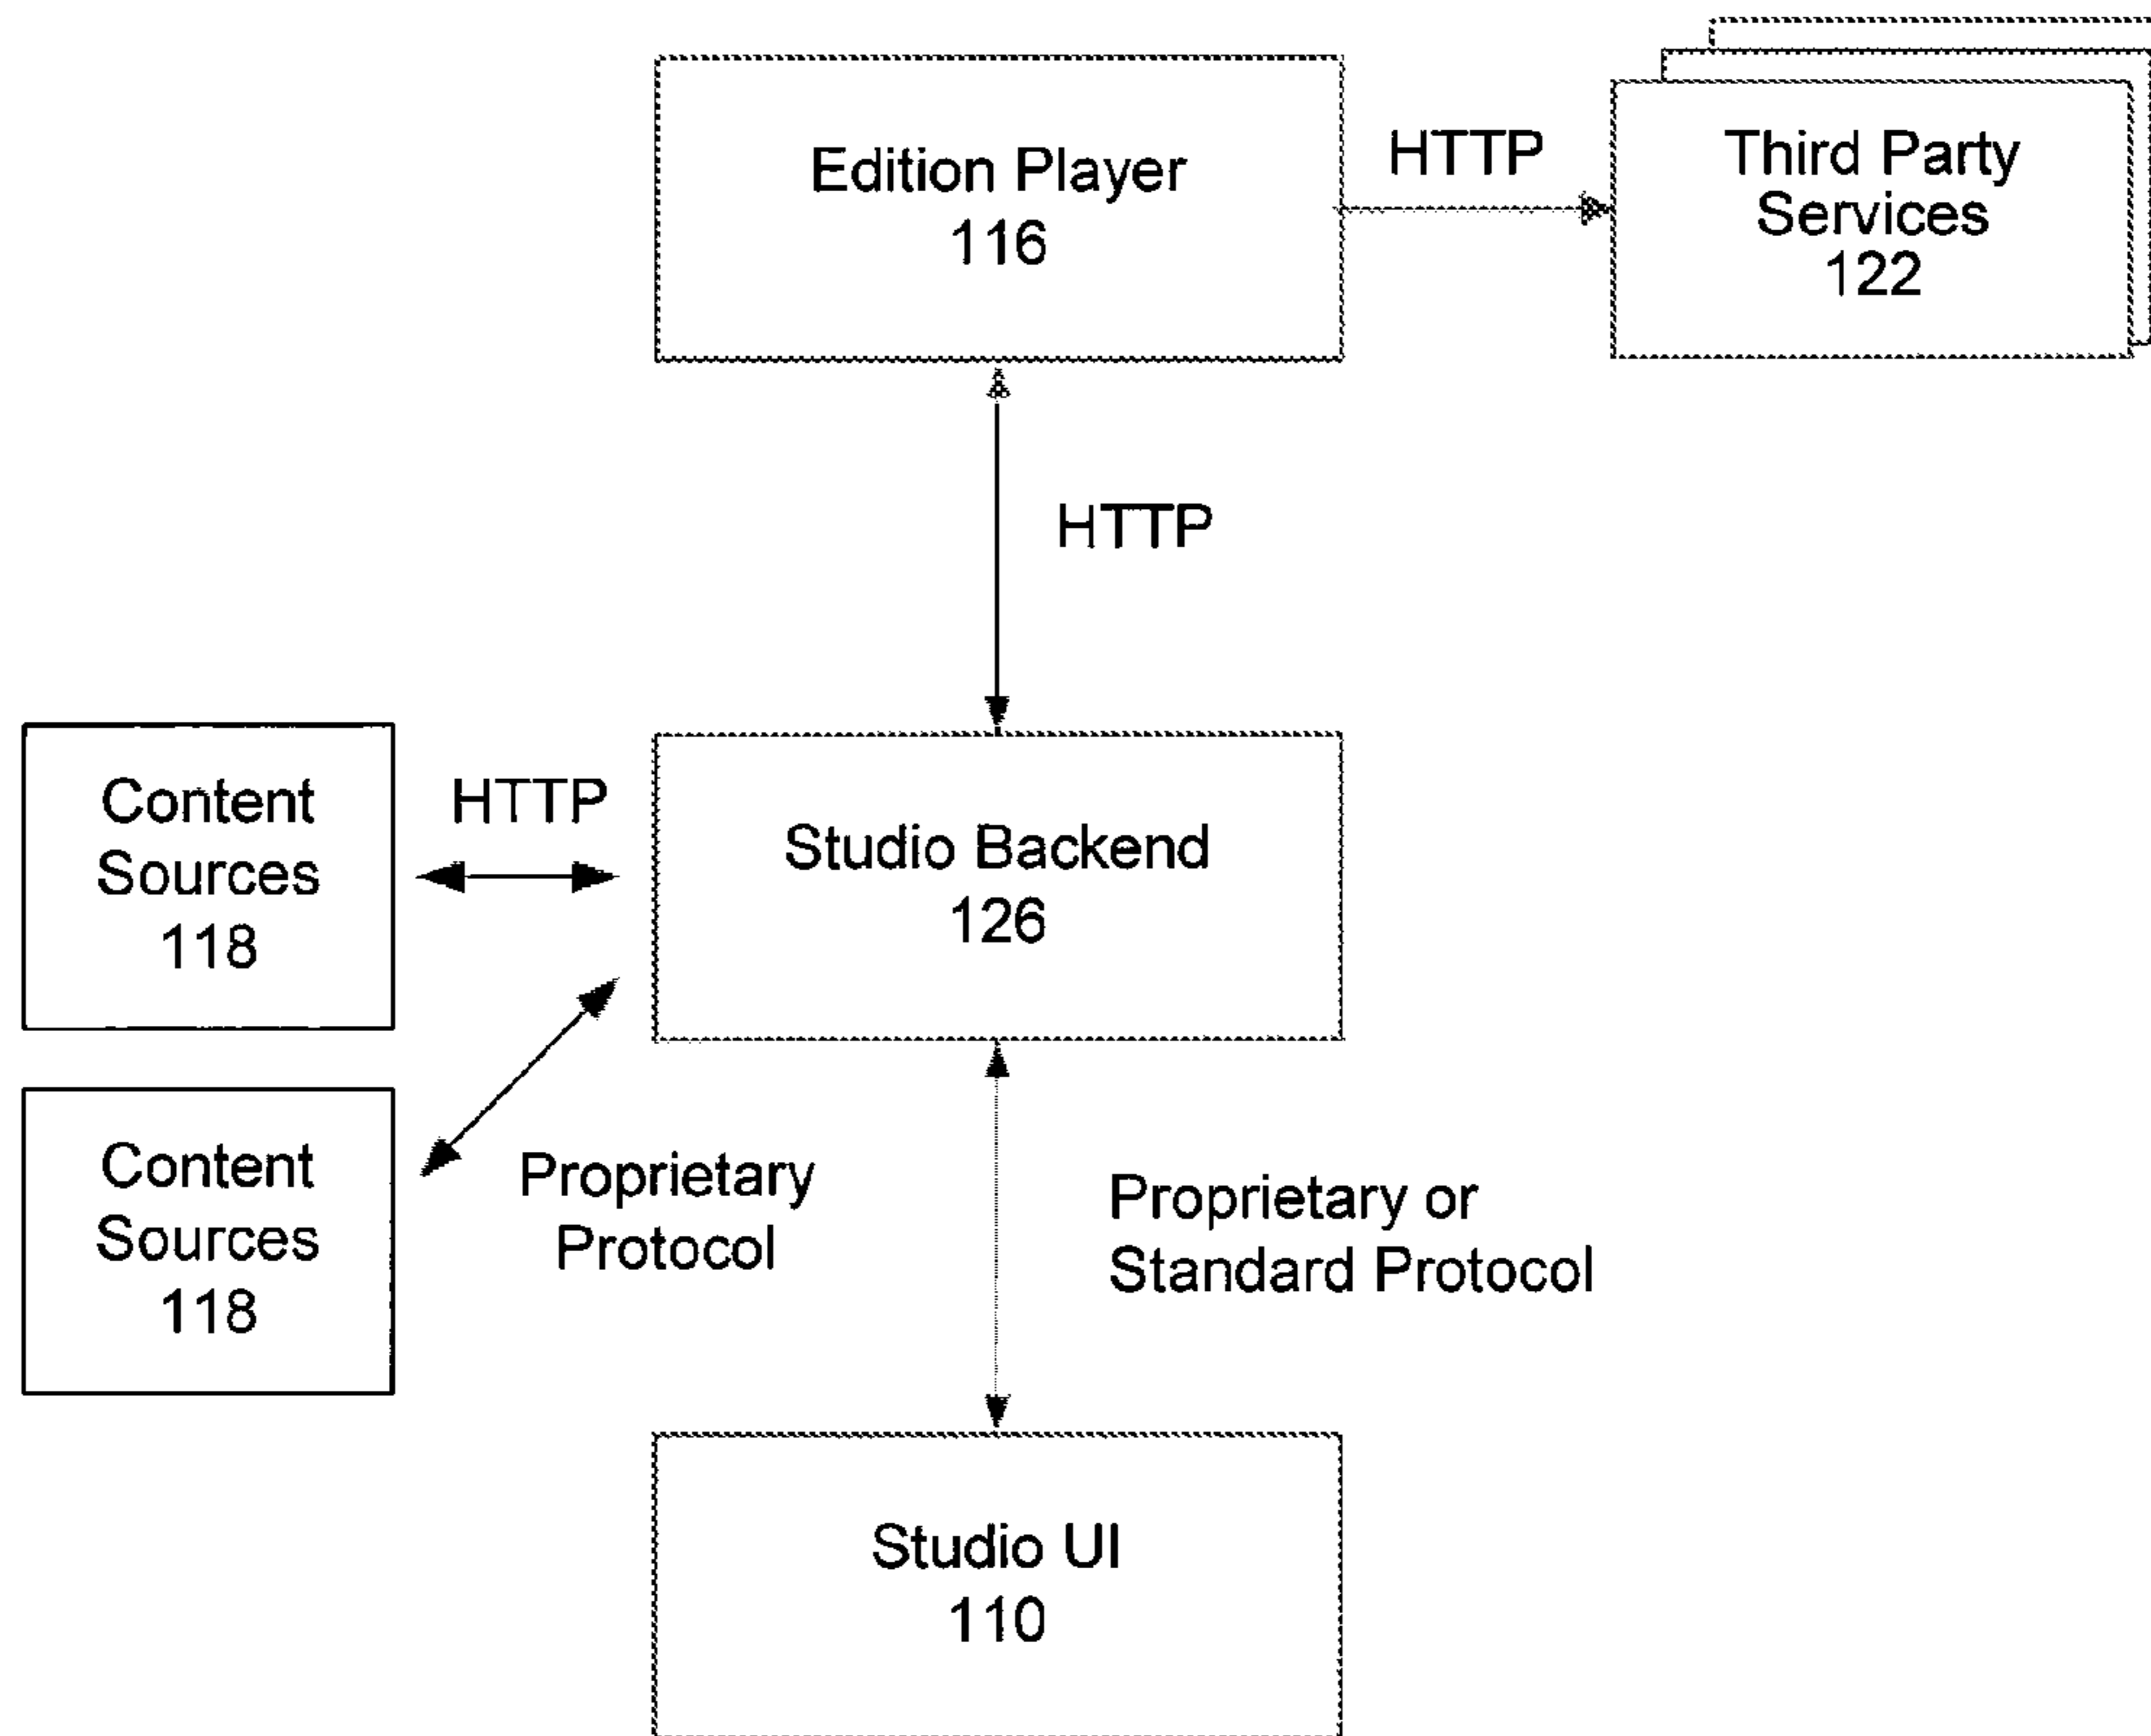 Edition Player
116
HTTP
Third Party
Services
122
HTTP
Content
Sources
118
HTTP
Studio Backend
126
Content
Sources
118
Proprietary
Protocol
Proprietary or
Standard Protocol
Studio UI
110